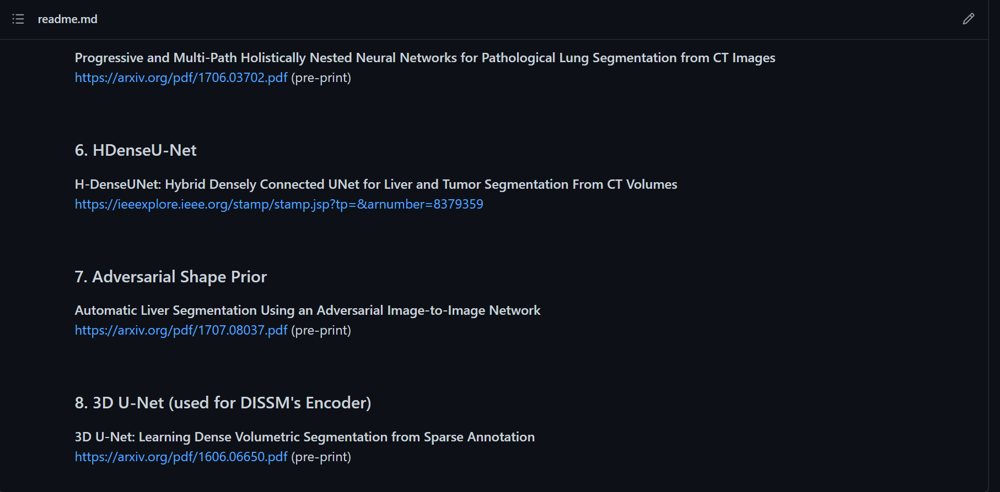 readme.md
Progressive and Multi-Path Holistically Nested Neural Networks for Pathological Lung Segmentation from CT Images
https://arxiv.org/pdf/1706.03702.pdf (pre-print)
6. HDenseU-Net
H-DenseUNet: Hybrid Densely Connected UNet for Liver and Tumor Segmentation From CT Volumes
https://ieeexplore.ieee.org/stamp/stamp.jsp?tp=&arnumber=8379359
7. Adversarial Shape Prior
Automatic Liver Segmentation Using an Adversarial Image-to-Image Network
https://arxiv.org/pdf/1707.08037.pdf (pre-print)
8. 3D U-Net (used for DISSM's Encoder)
3D U-Net: Learning Dense Volumetric Segmentation from Sparse Annotation
https://arxiv.org/pdf/1606.06650.pdf (pre-print)